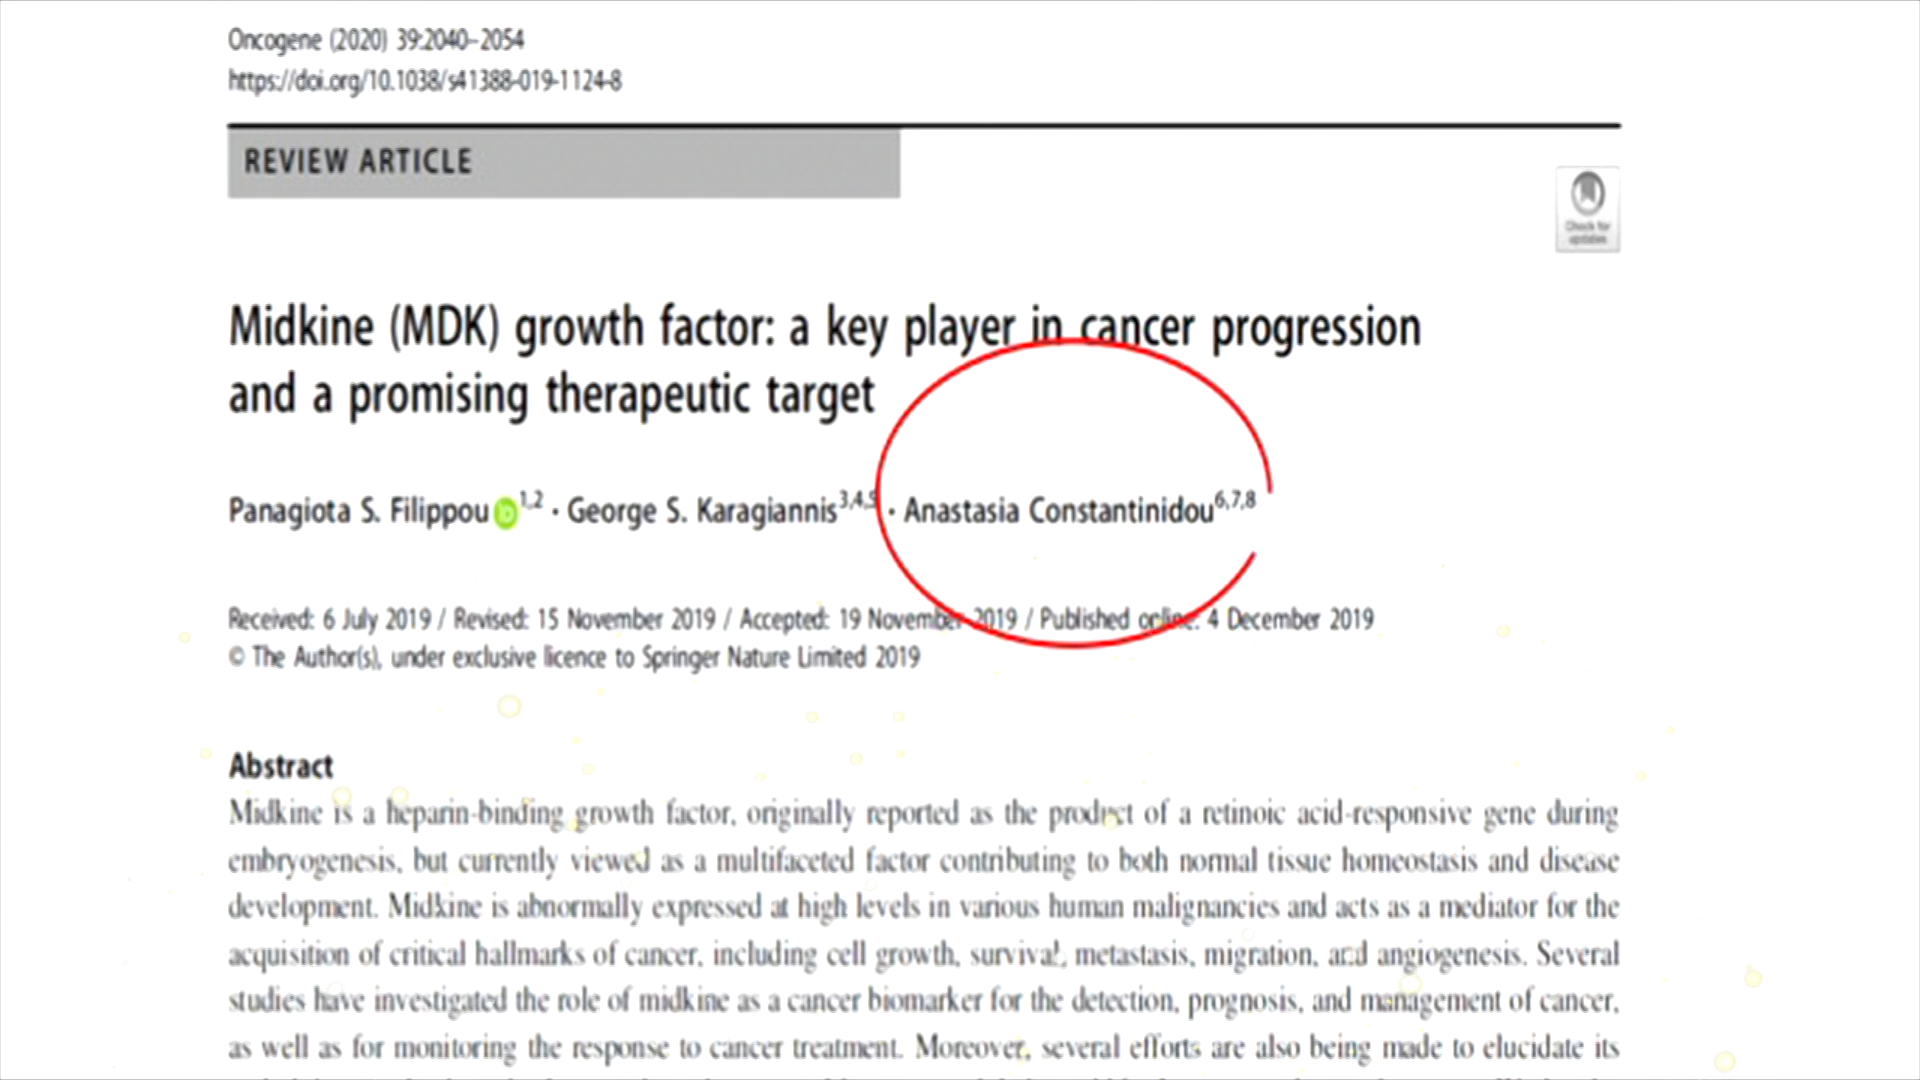 Oncogene (2020) 39:2040–2054
https://doi.org/10.1038/s41388-019-1124-8
REVIEW ARTICLE
Check for
updates
Midkine (MDK) growth factor: a key player in cancer progression
and a promising therapeutic target
Panagiota S. Filippou 1,2 · George S. Karagiannis3,4,5 · Anastasia Constantinidou6,7,8
Received: 6 July 2019 / Revised: 15 November 2019 / Accepted: 19 November 2019 / Published online: 4 December 2019
© The Author(s), under exclusive licence to Springer Nature Limited 2019
Abstract
Midkine is a heparin-binding growth factor, originally reported as the product of a retinoic acid-responsive gene during
embryogenesis, but currently viewed as a multifaceted factor contributing to both normal tissue homeostasis and disease
development. Midkine is abnormally expressed at high levels in various human malignancies and acts as a mediator for the
acquisition of critical hallmarks of cancer, including cell growth, survival, metastasis, migration, and angiogenesis. Several
studies have investigated the role of midkine as a cancer biomarker for the detection, prognosis, and management of cancer,
as well as for monitoring the response to cancer treatment. Moreover, several efforts are also being made to elucidate its